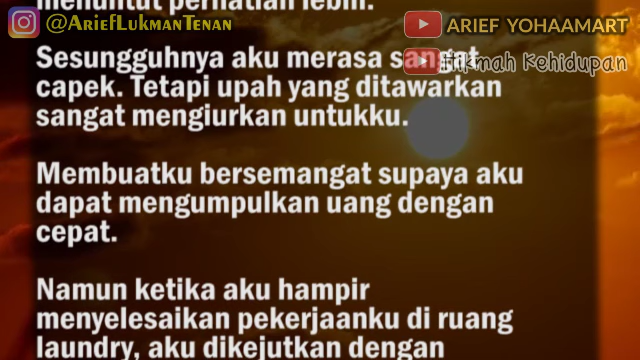 menuntut perhatian lebih.
@AriefLukmanTenan
ARIEF YOHAAMART
Hikmah Kehidupan
Sesungguhnya aku merasa sangat
capek. Tetapi upah yang ditawarkan
sangat mengiurkan untukku.
Membuatku bersemangat supaya aku
dapat mengumpulkan uang dengan
cepat.
Namun ketika aku hampir
menyelesaikan pekerjaanku di ruang
laundry, aku dikejutkan dengan